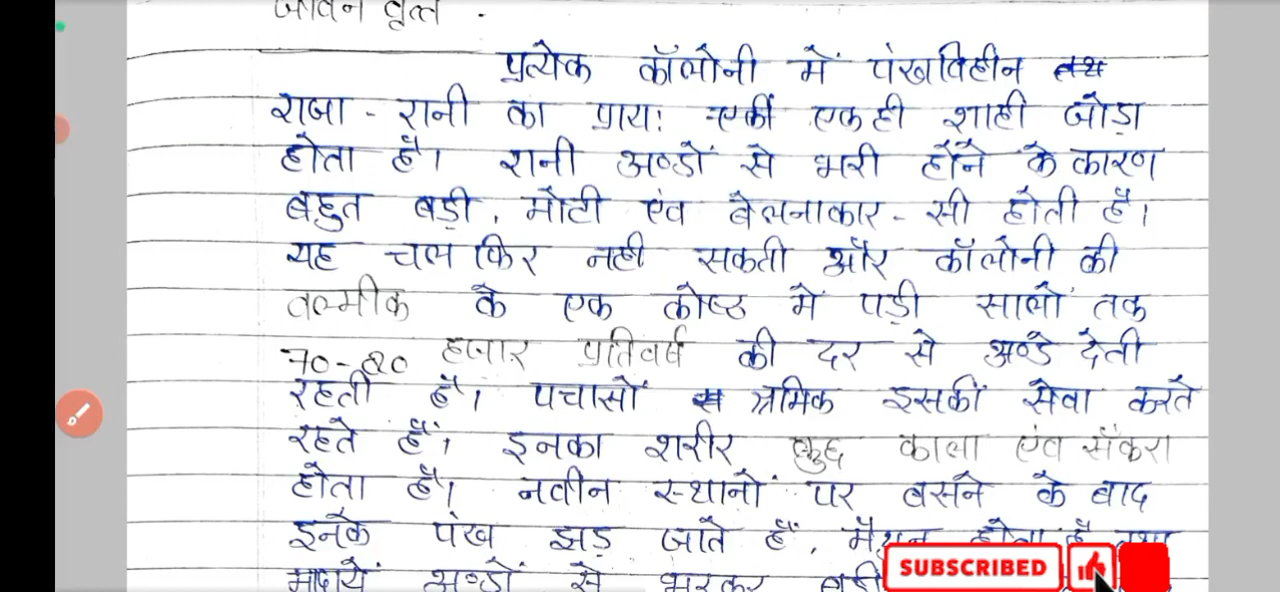 जीवन वृत्त .
प्रत्येक कॉलोनी में पंखविहीन
राजा - रानी का प्रायः एक ही शाही जोड़ा
होता है। रानी अण्डों से भरी होने के कारण
बहुत बड़ी, मोटी एंव बेलनाकार - सी होती है।
यह चल फिर नही सकती और कॉलोनी की
वल्मीक के एक कोष्ठ में पड़ी सालों तक
70-80 हजार प्रतिवर्ष की दर से अण्डे देती
रहती है। पचासों श्रमिक इसकी सेवा करते
रहते हैं। इनका शरीर कुछ काला एंव सँकरा
होता है। नवीन स्थानों पर बसने के बाद
इनके पंख झड़ जाते हैं, मैथुन होता है तथा
मादायें अण्डों से भरकर बड़ी
SUBSCRIBED